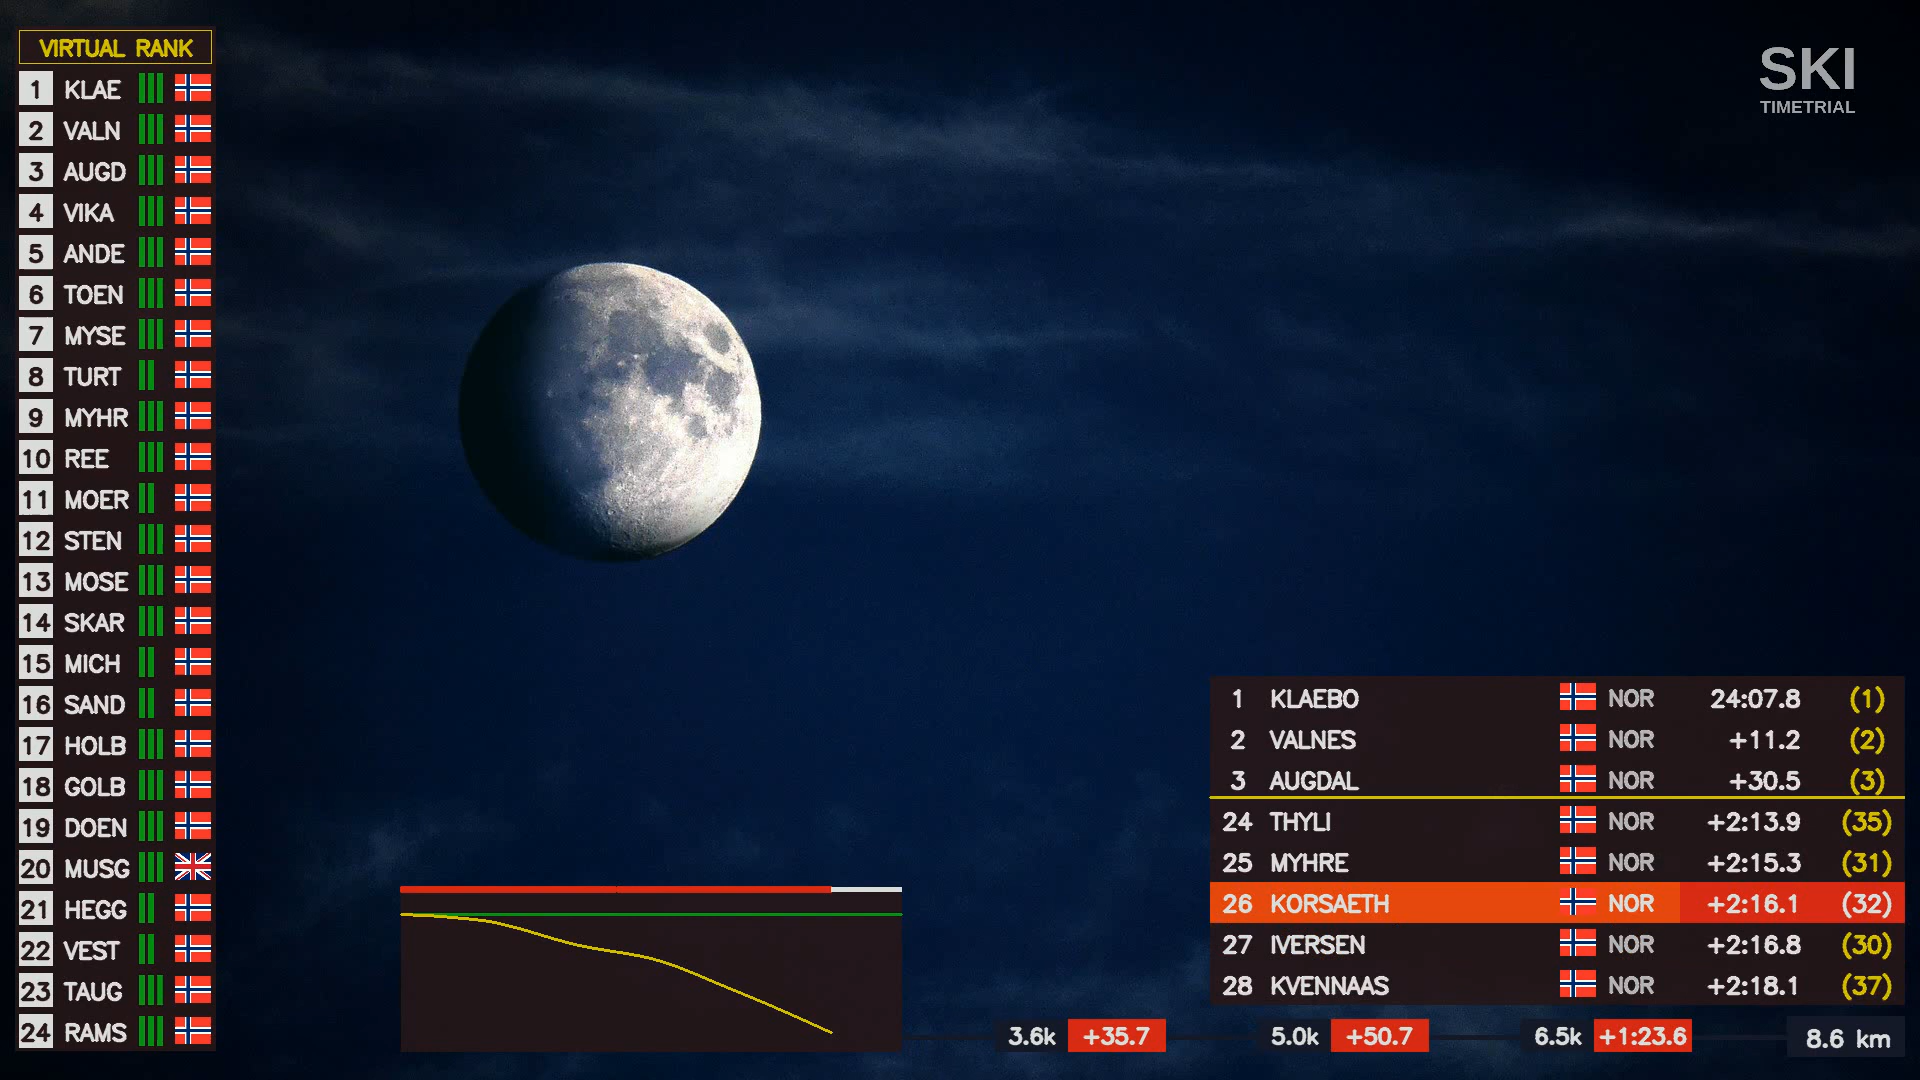 VIRTUAL RANK
1 KLAE
2 VALN
3 AUGD
4 VIKA
5 ANDE
6 TOEN
7 MYSE
8 TURT
9 MYHR
10 REE
11 MOER
12 STEN
13 MOSE
14 SKAR
15 MICH
16 SAND
17 HOLB
18 GOLB
19 DOEN
20 MUSG
21 HEGG
22 VEST
23 TAUG
24 RAMS
SKI
TIMETRIAL
1 KLAEBO NOR 24:07.8 (1)
2 VALNES NOR +11.2 (2)
3 AUGDAL NOR +30.5 (3)
24 THYLI NOR +2:13.9 (35)
25 MYHRE NOR +2:15.3 (31)
26 KORSAETH NOR +2:16.1 (32)
27 IVERSEN NOR +2:16.8 (30)
28 KVENNAAS NOR +2:18.1 (37)
3.6k +35.7 5.0k +50.7 6.5k +1:23.6 8.6 km